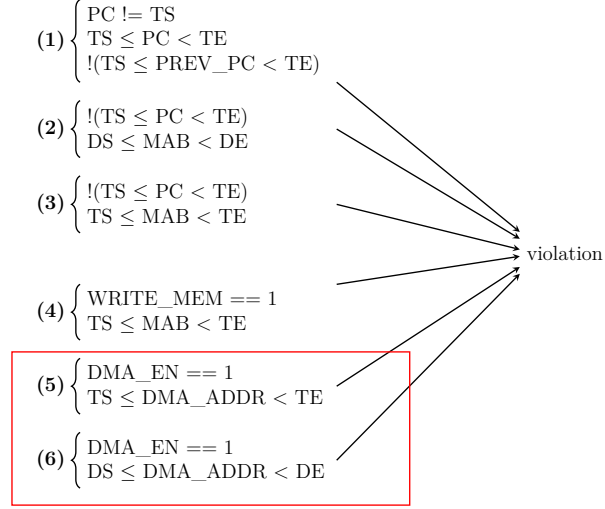 (1) PC != TS
TS ≤ PC < TE
!(TS ≤ PREV_PC < TE)
(2) !(TS ≤ PC < TE)
DS ≤ MAB < DE
(3) !(TS ≤ PC < TE)
TS ≤ MAB < TE
violation
(4) WRITE_MEM == 1
TS ≤ MAB < TE
(5) DMA_EN == 1
TS ≤ DMA_ADDR < TE
(6) DMA_EN == 1
DS ≤ DMA_ADDR < DE